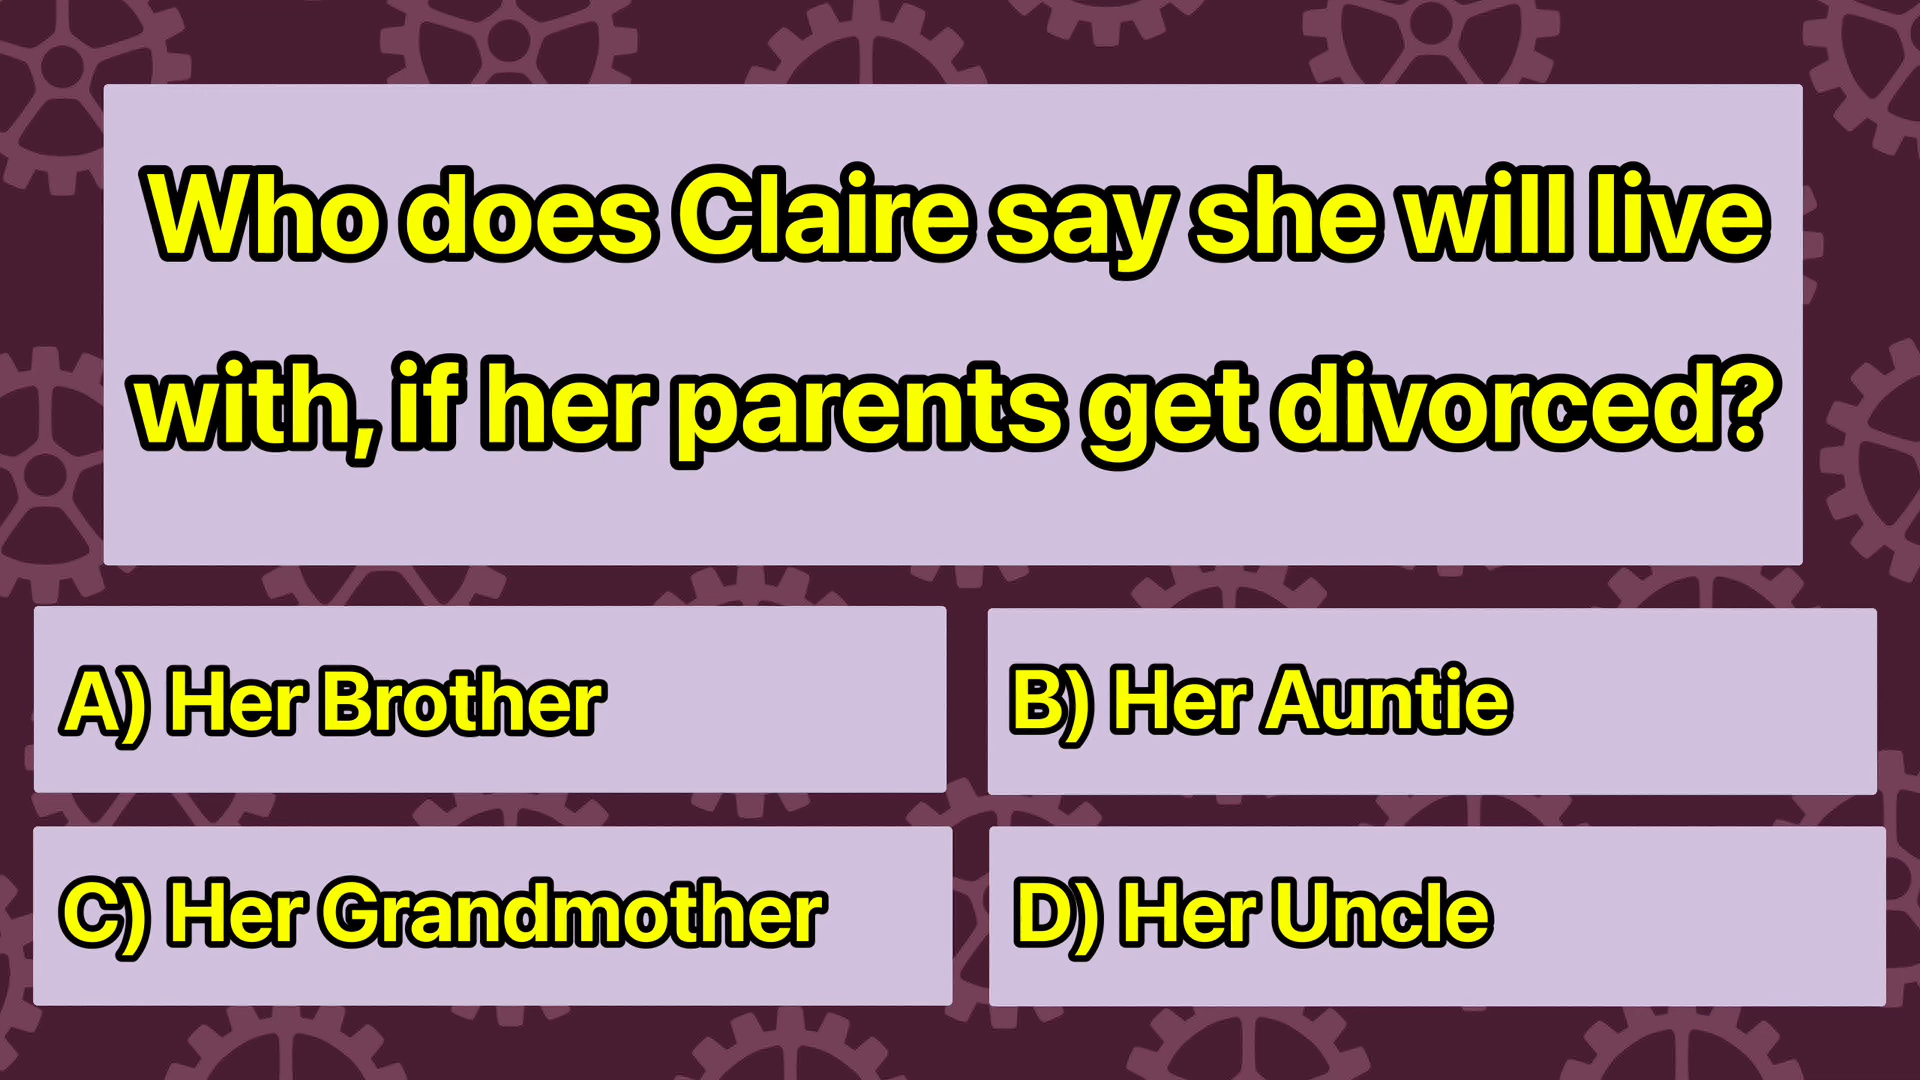 Who does Claire say she will live
with, if her parents get divorced?
A) Her Brother
B) Her Auntie
C) Her Grandmother
D) Her Uncle